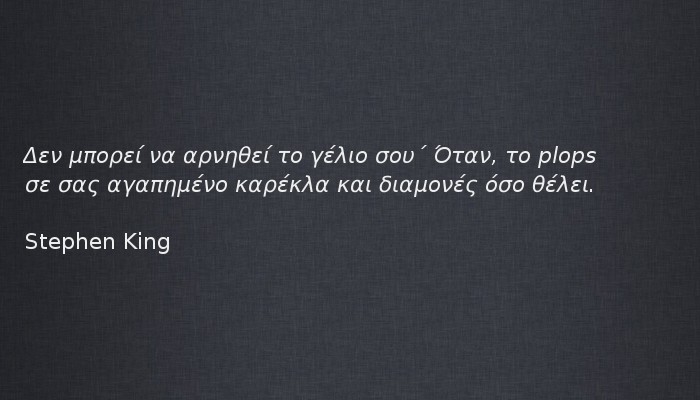 Δεν μπορεί να αρνηθεί το γέλιο σου΄ Όταν, το plops
σε σας αγαπημένο καρέκλα και διαμονές όσο θέλει.
Stephen King